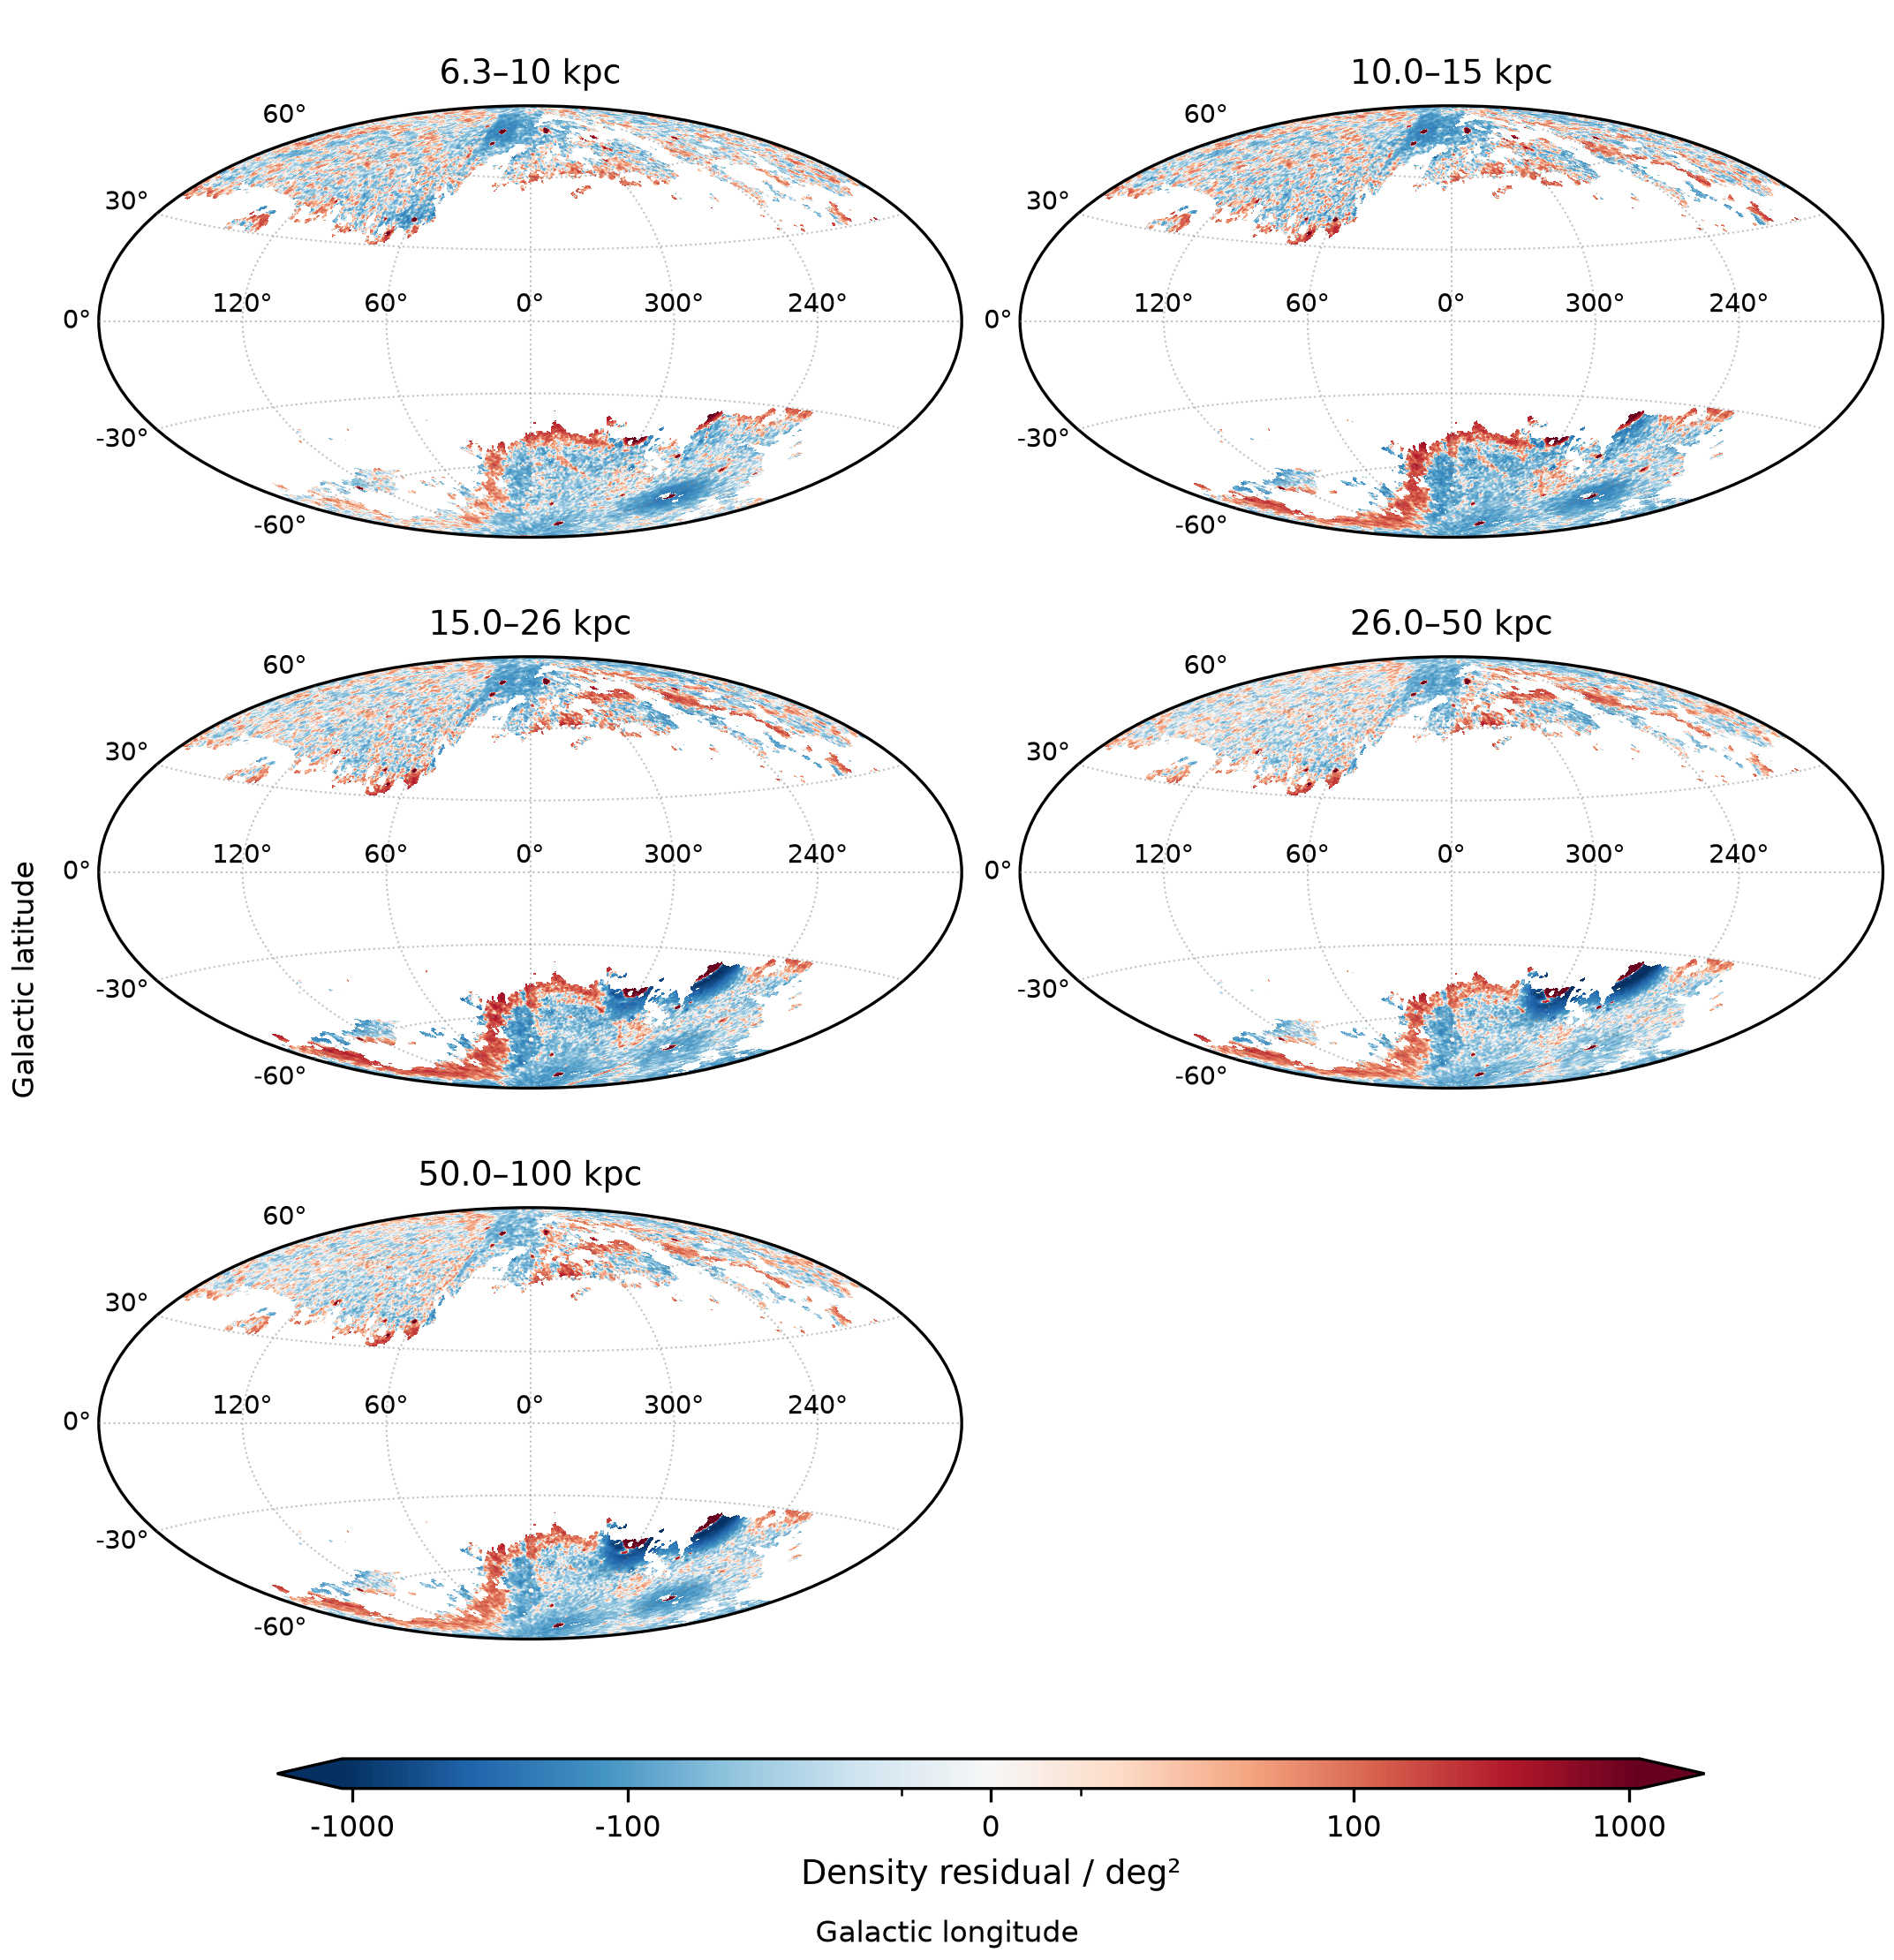 6.3–10 kpc
10.0–15 kpc
60°
60°
30°
30°
120° 60° 0° 300° 240°
120° 60° 0° 300° 240°
0°
0°
-30°
-30°
-60°
-60°
15.0–26 kpc
26.0–50 kpc
60°
60°
30°
30°
120° 60° 0° 300° 240°
120° 60° 0° 300° 240°
0°
0°
-30°
-30°
-60°
-60°
Galactic latitude
50.0–100 kpc
60°
30°
120° 60° 0° 300° 240°
0°
-30°
-60°
-1000 -100 0 100 1000
Density residual / deg²
Galactic longitude